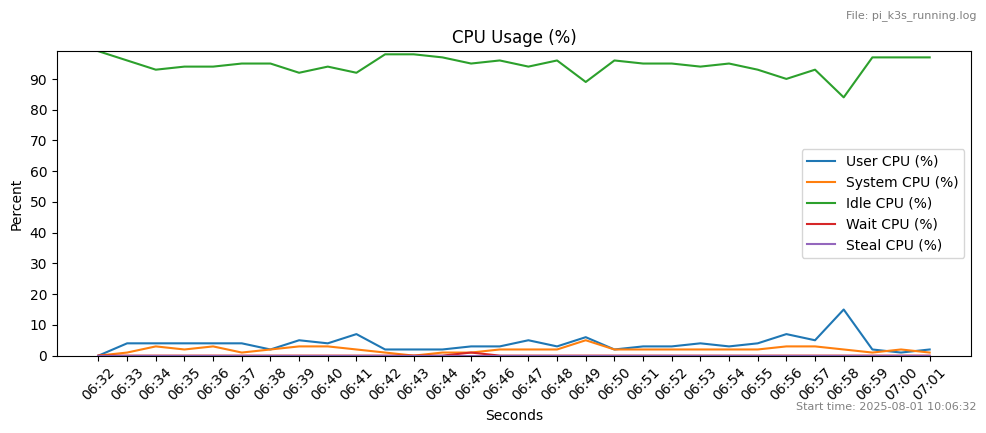 File: pi_k3s_running.log
CPU Usage (%)
Percent
90
80
70
60
50
40
30
20
10
0
User CPU (%)
System CPU (%)
Idle CPU (%)
Wait CPU (%)
Steal CPU (%)
06:32 06:33 06:34 06:35 06:36 06:37 06:38 06:39 06:40 06:41 06:42 06:43 06:44 06:45 06:46 06:47 06:48 06:49 06:50 06:51 06:52 06:53 06:54 06:55 06:56 06:57 06:58 06:59 07:00 07:01
Start time: 2025-08-01 10:06:32
Seconds